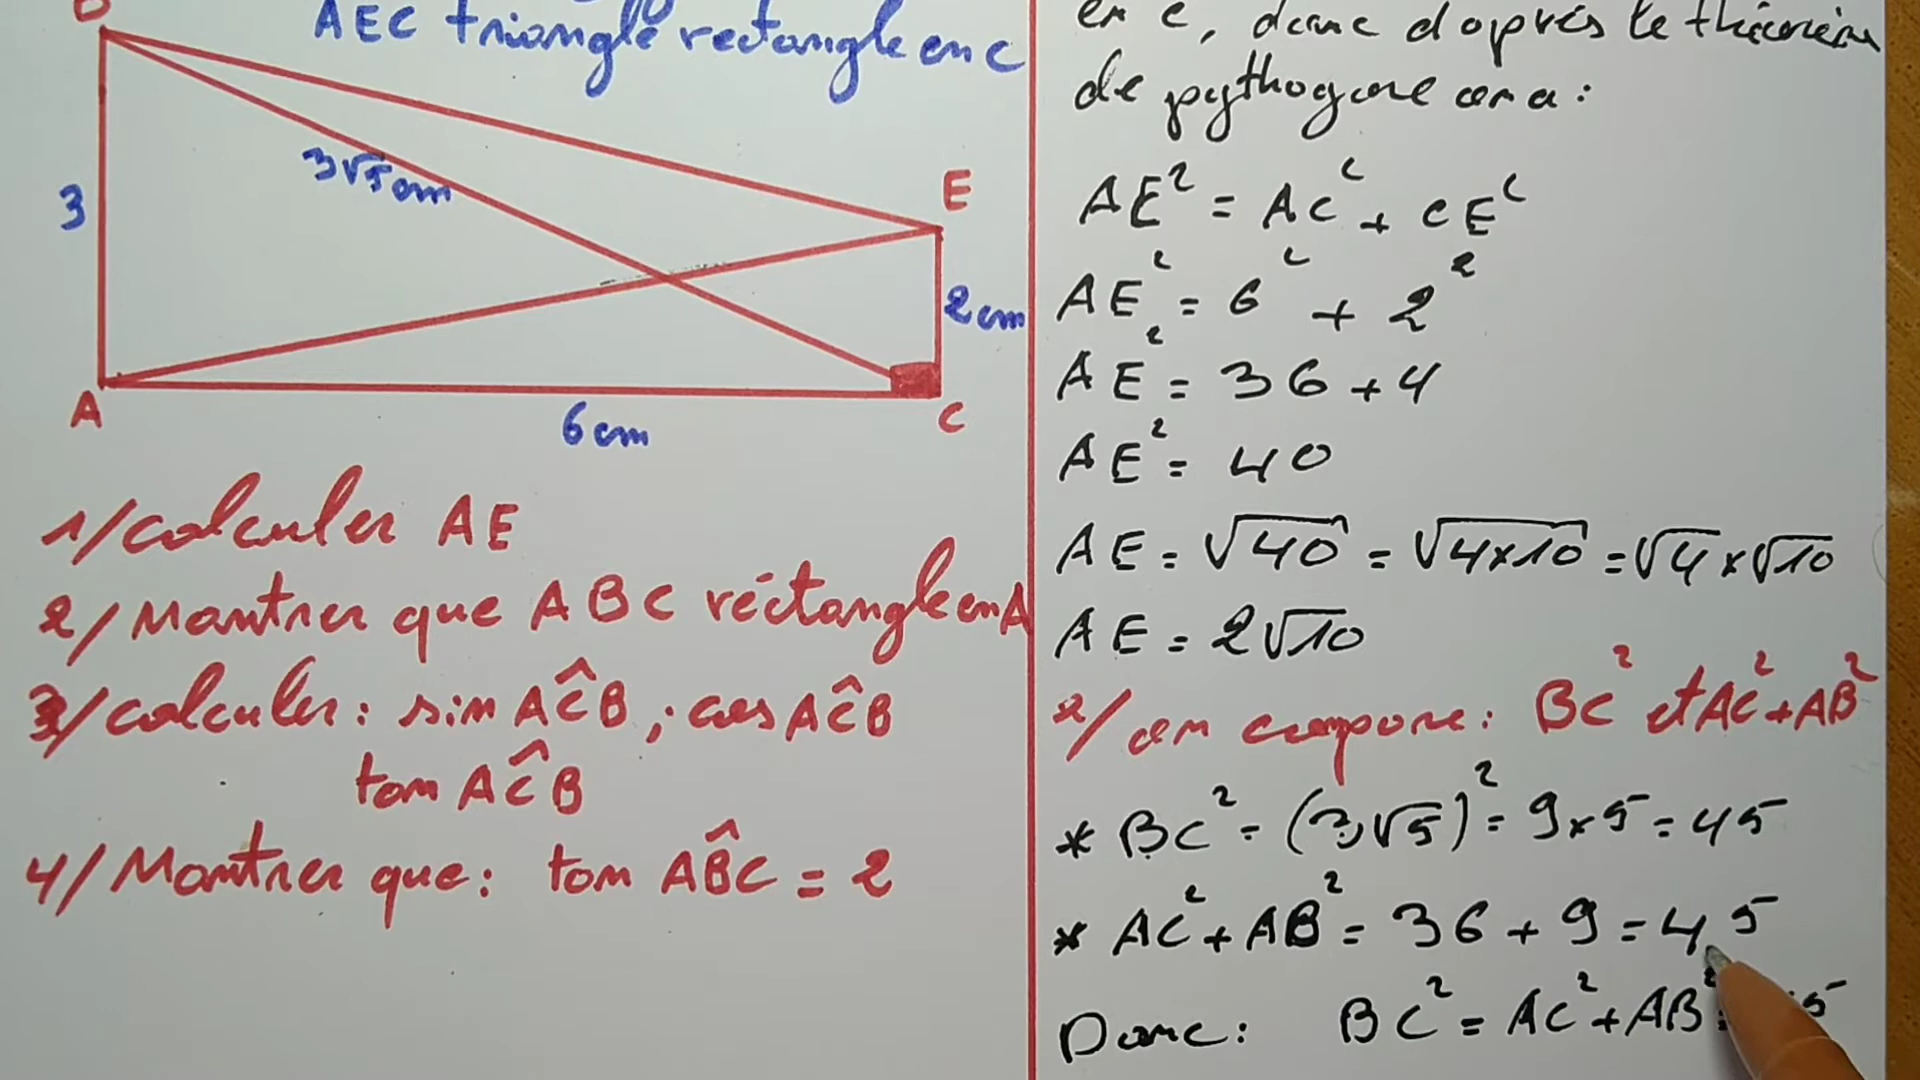 B
AEC triangle rectangle en C
3√5 cm
3
E
2cm
A
C
6cm
1/ calculer AE
2/ Montrer que ABC réctangle en A
3/ calculer : sin AĈB ; cos AĈB
tan AĈB
4/ Montrer que : tan AB̂C = 2
en C, donc d'après le théorème
de pythagore on a :
AE² = AC² + CE²
AE² = 6² + 2²
AE² = 36 + 4
AE² = 40
AE = √40 = √4x10 = √4 x √10
AE = 2√10
2/ on compare : BC² et AC² + AB²
* BC² = (3√5)² = 9 x 5 = 45
* AC² + AB² = 36 + 9 = 45
Donc : BC² = AC² + AB²